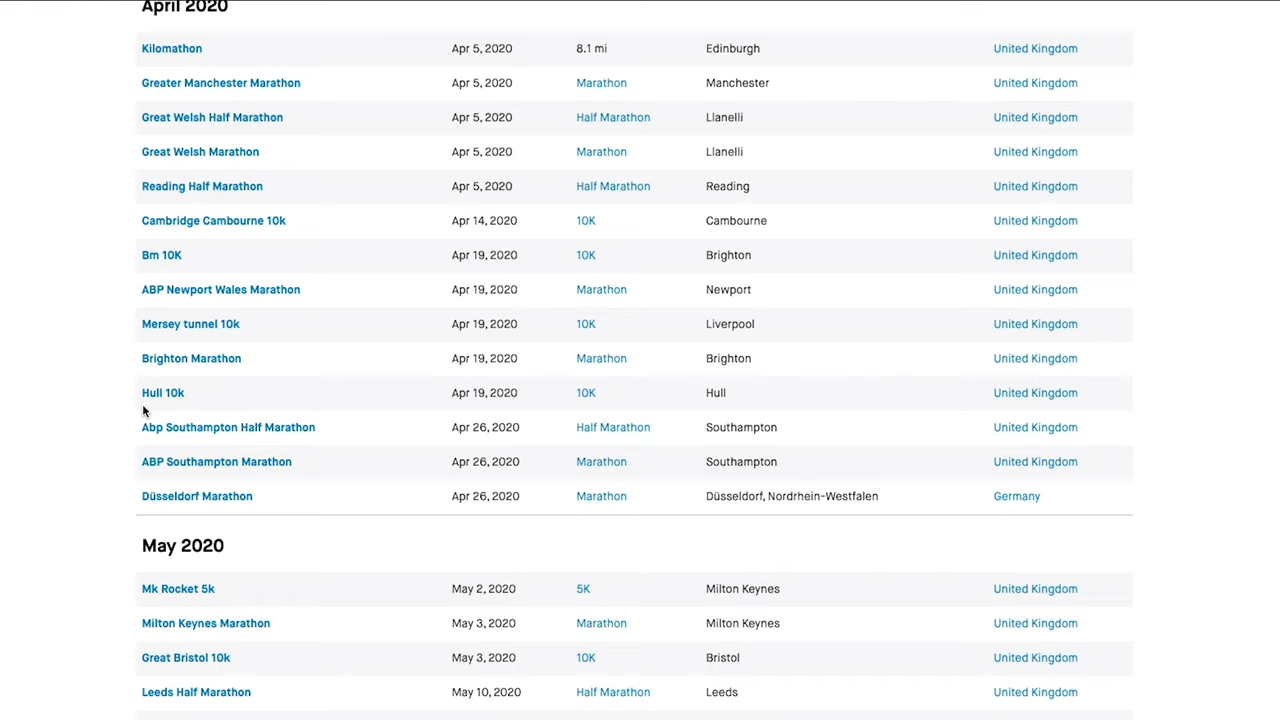 April 2020
Kilomathon Apr 5, 2020 8.1 mi Edinburgh United Kingdom
Greater Manchester Marathon Apr 5, 2020 Marathon Manchester United Kingdom
Great Welsh Half Marathon Apr 5, 2020 Half Marathon Llanelli United Kingdom
Great Welsh Marathon Apr 5, 2020 Marathon Llanelli United Kingdom
Reading Half Marathon Apr 5, 2020 Half Marathon Reading United Kingdom
Cambridge Cambourne 10k Apr 14, 2020 10K Cambourne United Kingdom
Bm 10K Apr 19, 2020 10K Brighton United Kingdom
ABP Newport Wales Marathon Apr 19, 2020 Marathon Newport United Kingdom
Mersey tunnel 10k Apr 19, 2020 10K Liverpool United Kingdom
Brighton Marathon Apr 19, 2020 Marathon Brighton United Kingdom
Hull 10k Apr 19, 2020 10K Hull United Kingdom
Abp Southampton Half Marathon Apr 26, 2020 Half Marathon Southampton United Kingdom
ABP Southampton Marathon Apr 26, 2020 Marathon Southampton United Kingdom
Düsseldorf Marathon Apr 26, 2020 Marathon Düsseldorf, Nordrhein-Westfalen Germany
May 2020
Mk Rocket 5k May 2, 2020 5K Milton Keynes United Kingdom
Milton Keynes Marathon May 3, 2020 Marathon Milton Keynes United Kingdom
Great Bristol 10k May 3, 2020 10K Bristol United Kingdom
Leeds Half Marathon May 10, 2020 Half Marathon Leeds United Kingdom